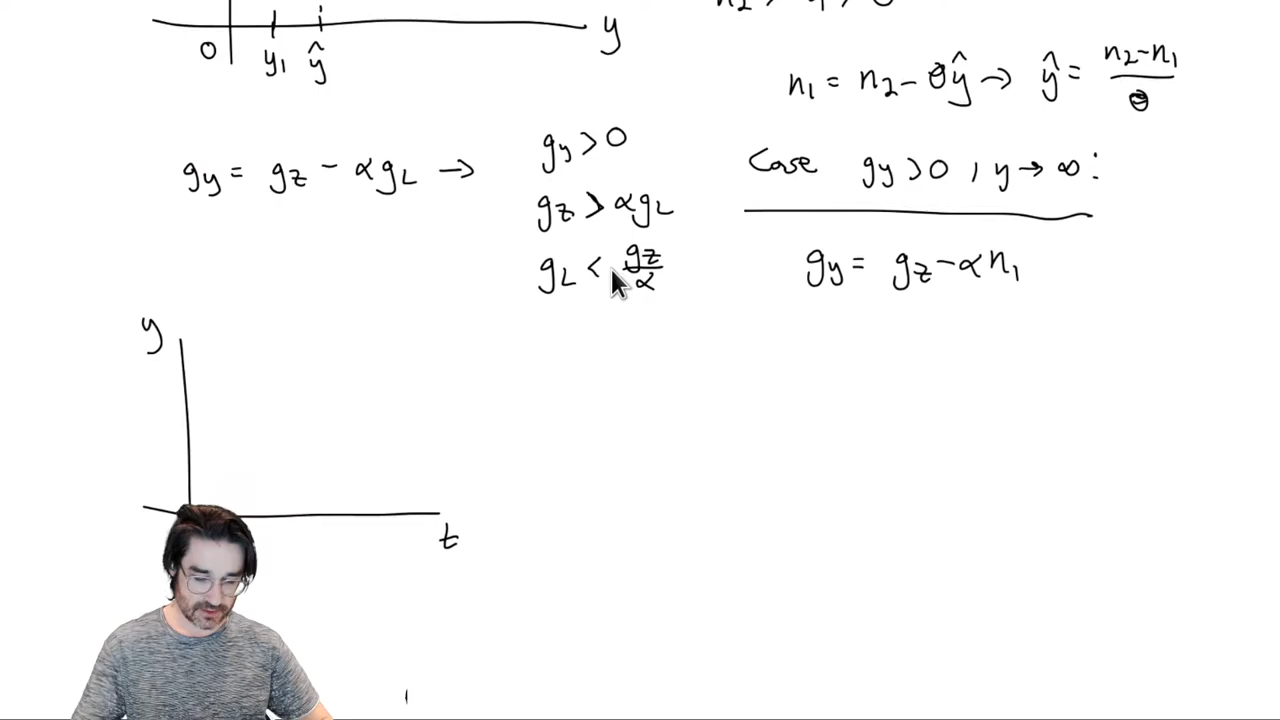 0 y₁ ŷ y
n₁ = n₂ - θŷ → ŷ = (n₂-n₁)/θ
g_y = g_z - αg_L →
g_y > 0
g_z > αg_L
g_L < g_z/α
Case g_y > 0 , y → ∞ :
g_y = g_z - αn₁
y
t